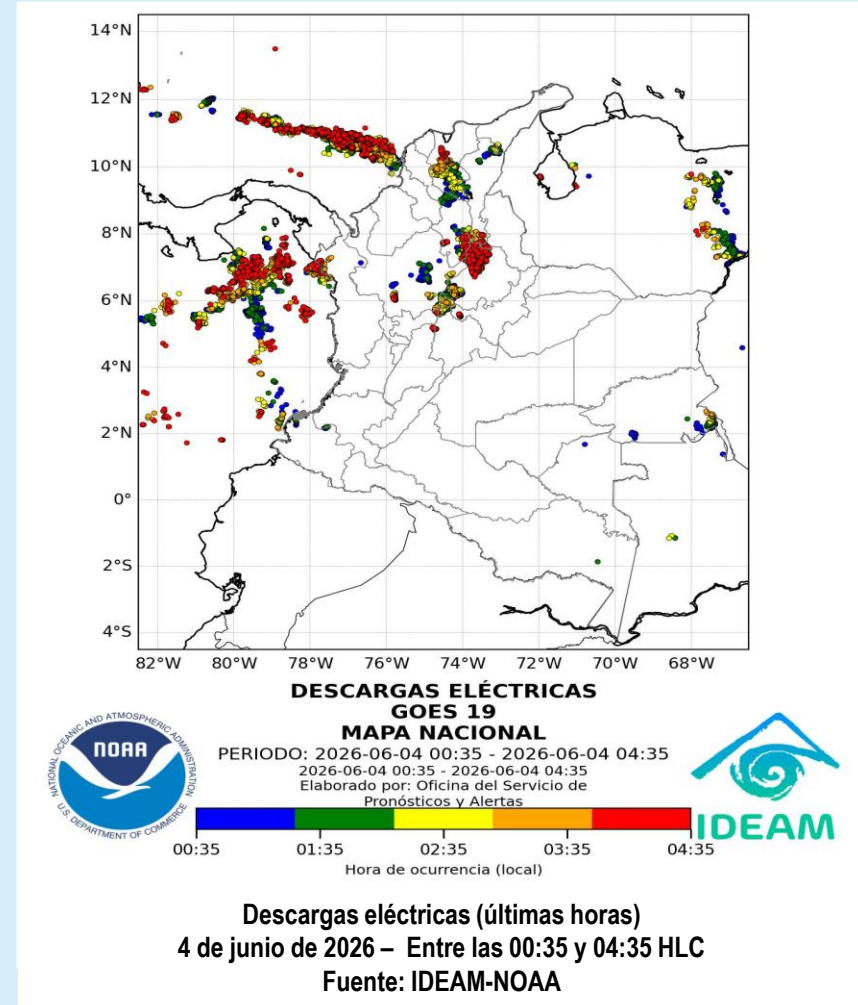 14°N
12°N
10°N
8°N
6°N
4°N
2°N
0°
2°S
4°S
82°W 80°W 78°W 76°W 74°W 72°W 70°W 68°W
DESCARGAS ELÉCTRICAS
GOES 19
MAPA NACIONAL
PERIODO: 2026-06-04 00:35 - 2026-06-04 04:35
2026-06-04 00:35 - 2026-06-04 04:35
Elaborado por: Oficina del Servicio de
Pronósticos y Alertas
NATIONAL OCEANIC AND ATMOSPHERIC ADMINISTRATION
NOAA
U.S. DEPARTMENT OF COMMERCE
IDEAM
00:35 01:35 02:35 03:35 04:35
Hora de ocurrencia (local)
Descargas eléctricas (últimas horas)
4 de junio de 2026 – Entre las 00:35 y 04:35 HLC
Fuente: IDEAM-NOAA